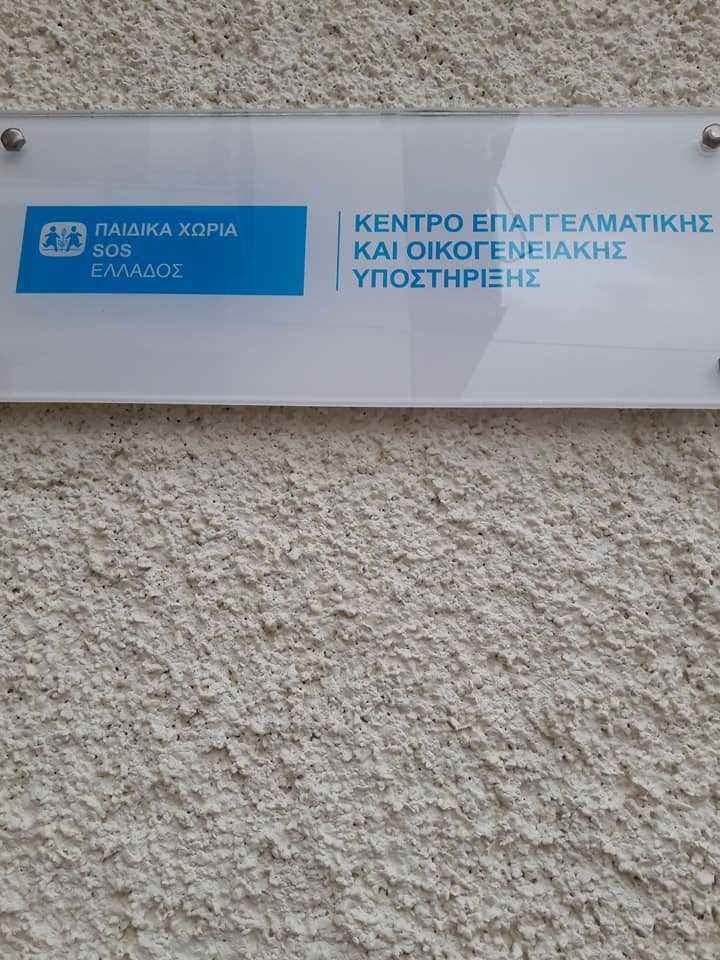 ΠΑΙΔΙΚΑ ΧΩΡΙΑ
SOS
ΕΛΛΑΔΟΣ
ΚΕΝΤΡΟ ΕΠΑΓΓΕΛΜΑΤΙΚΗΣ
ΚΑΙ ΟΙΚΟΓΕΝΕΙΑΚΗΣ
ΥΠΟΣΤΗΡΙΞΗΣ